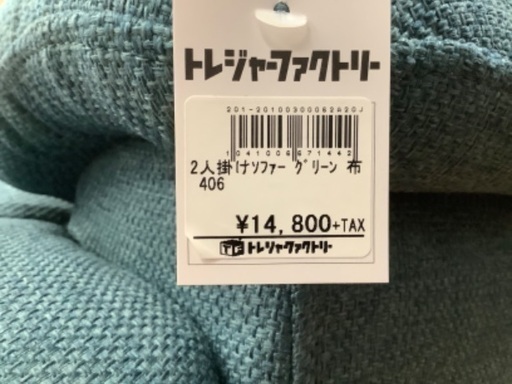 トレジャーファクトリー
201-20100300062A20J
1041006671442
2人掛けソファー グリーン 布
406
¥14,800+TAX
トレジャーファクトリー